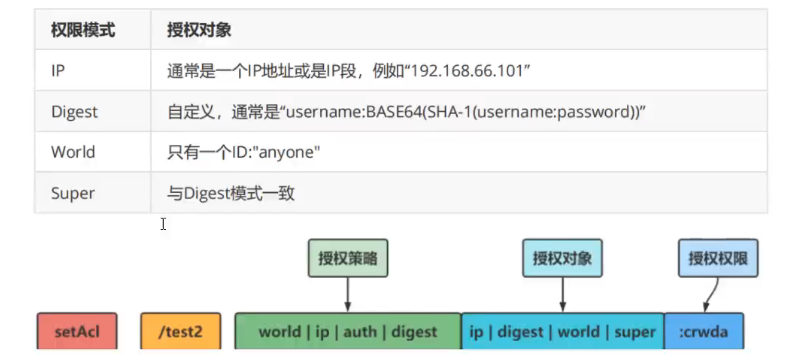 权限模式 授权对象
IP 通常是一个IP地址或是IP段，例如“192.168.66.101”
Digest 自定义，通常是“username:BASE64(SHA-1(username:password))”
World 只有一个ID:"anyone"
Super 与Digest模式一致
授权策略 授权对象 授权权限
setAcl /test2 world | ip | auth | digest ip | digest | world | super :crwda